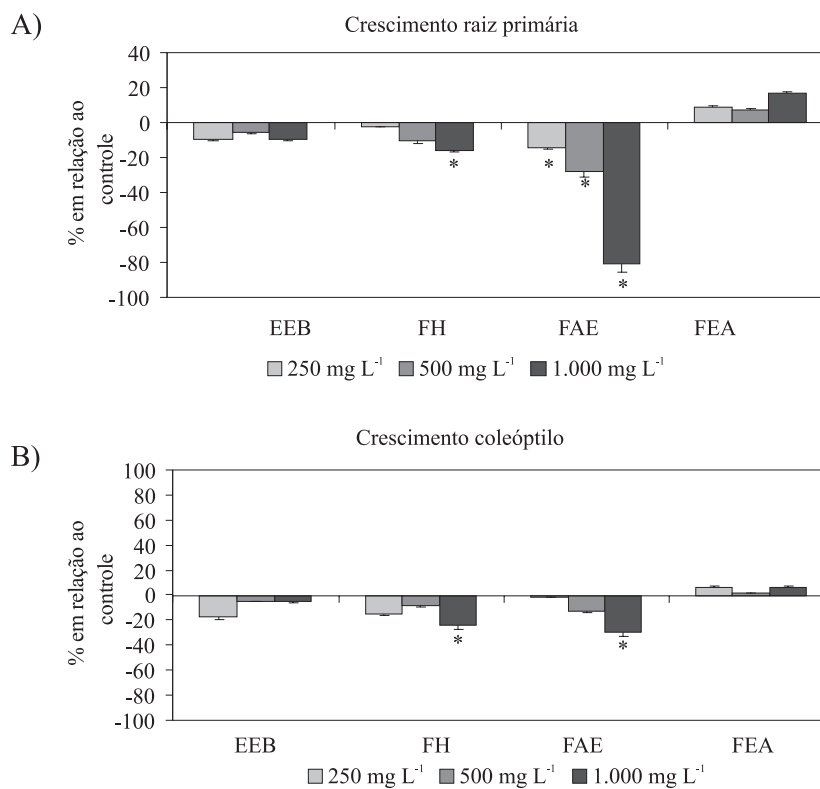 A)
Crescimento raiz primária
% em relação ao
controle
40
20
0
-20
-40
-60
-80
-100
*
*
*
*
EEB FH FAE FEA
250 mg L⁻¹ 500 mg L⁻¹ 1.000 mg L⁻¹
B)
Crescimento coleóptilo
% em relação ao
controle
100
80
60
40
20
0
-20
-40
-60
-80
-100
*
*
EEB FH FAE FEA
250 mg L⁻¹ 500 mg L⁻¹ 1.000 mg L⁻¹